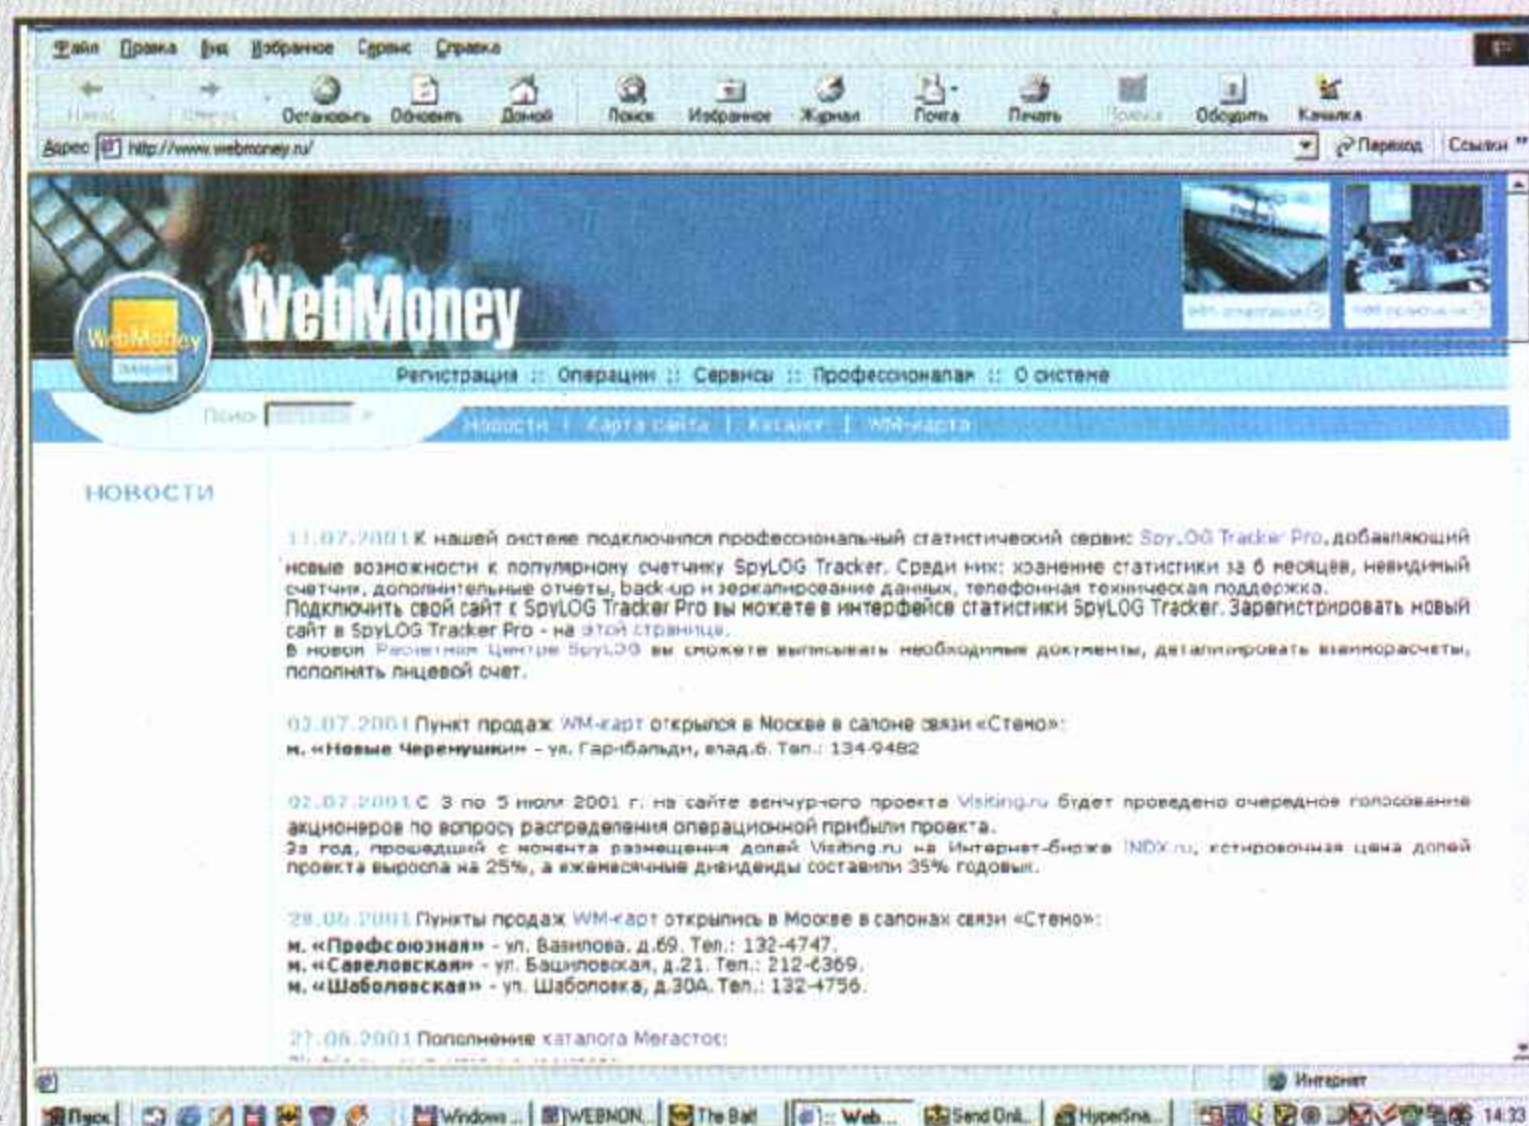 Файл Правка Вид Избранное Сервис Справка
Остановить Обновить Домой Поиск Избранное Журнал Почта Печать Обсудить Качалка
Адрес http://www.webmoney.ru/ Переход Ссылки
WebMoney
WebMoney
Регистрация :: Операции :: Сервисы :: Профессионалам :: О системе
Поиск
Новости | Карта сайта | Каталог | WM-карта
НОВОСТИ
11.07.2001 К нашей системе подключился профессиональный статистический сервис SpyLOG Tracker Pro, добавляющий
новые возможности к популярному счетчику SpyLOG Tracker. Среди них: хранение статистики за 6 месяцев, невидимый
счетчик, дополнительные отчеты, back-up и зеркалирование данных, телефонная техническая поддержка.
Подключить свой сайт к SpyLOG Tracker Pro вы можете в интерфейсе статистики SpyLOG Tracker. Зарегистрировать новый
сайт в SpyLOG Tracker Pro - на этой странице.
В новом Расчетном Центре SpyLOG вы сможете выписывать необходимые документы, детализировать взаиморасчеты,
пополнять лицевой счет.
03.07.2001 Пункт продаж WM-карт открылся в Москве в салоне связи «Стемо»:
м. «Новые Черемушки» - ул. Гарибальди, влад.6. Тел.: 134-9482
02.07.2001 С 3 по 5 июля 2001 г. на сайте венчурного проекта Visiting.ru будет проведено очередное голосование
акционеров по вопросу распределения операционной прибыли проекта.
За год, прошедший с момента размещения долей Visiting.ru на Интернет-бирже INDX.ru, котировочная цена долей
проекта выросла на 25%, а ежемесячные дивиденды составили 35% годовых.
28.06.2001 Пункты продаж WM-карт открылись в Москве в салонах связи «Стемо»:
м. «Профсоюзная» - ул. Вавилова, д.69. Тел.: 132-4747.
м. «Савеловская» - ул. Башиловская, д.21. Тел.: 212-6369.
м. «Шаболовская» - ул. Шаболовка, д.30А. Тел.: 132-4756.
27.06.2001 Пополнение каталога Мегасток:
Интернет
Пуск Windows ... WEBMON... The Bat! :: Web... Send Onli... HyperSna... 14:33